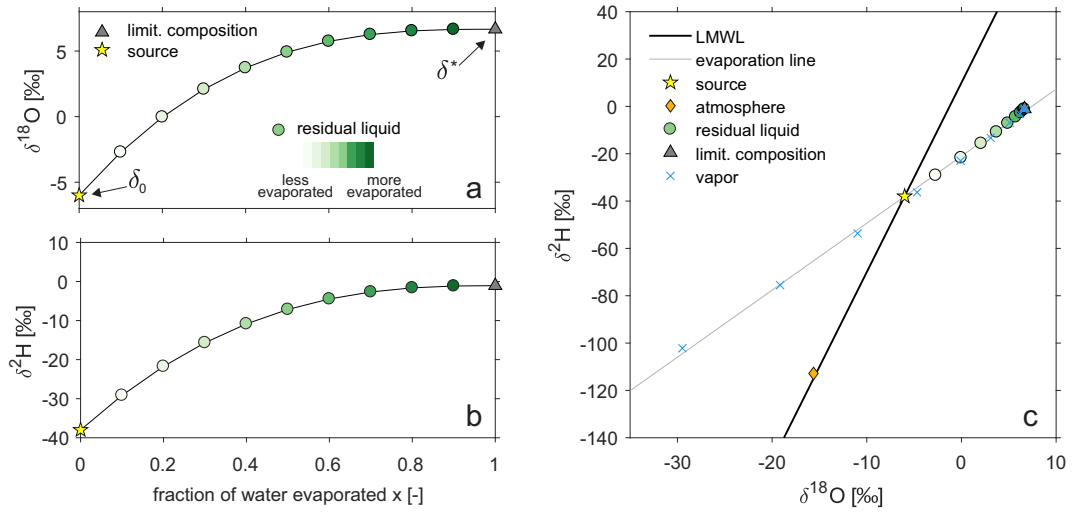 limit. composition
source
δ*
δ0
residual liquid
less
evaporated
more
evaporated
a
δ18O [‰]
5
0
-5
10
0
-10
-20
-30
-40
δ2H [‰]
b
0
0.2
0.4
0.6
0.8
1
fraction of water evaporated x [-]
LMWL
evaporation line
source
atmosphere
residual liquid
limit. composition
vapor
40
20
0
-20
-40
-60
-80
-100
-120
-140
δ2H [‰]
c
-30
-20
-10
0
10
δ18O [‰]